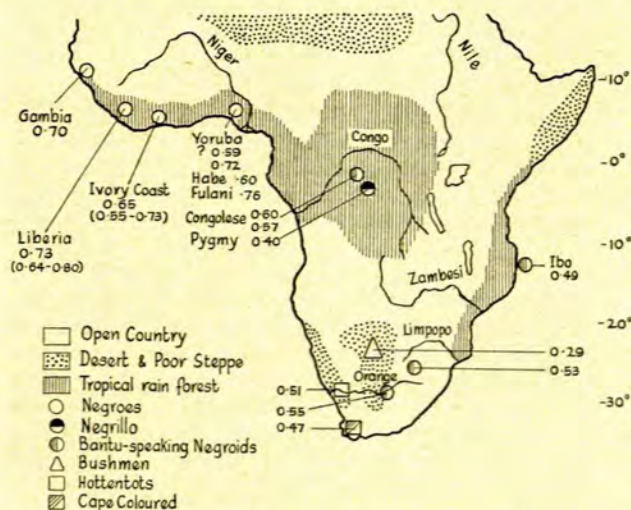 Niger
Nile
-10°
Gambia
0.70
Yoruba
? 0.59
0.72
Habe .60
Fulani .76
Congo
-0°
Ivory Coast
0.65
(0.55-0.73)
Liberia
0.73
(0.64-0.80)
Congolese 0.60
0.57
Pygmy 0.40
-10°
Ibo
0.49
Zambesi
-20°
Limpopo
0.29
Orange
0.53
0.51
0.55
0.47
-30°
Open Country
Desert & Poor Steppe
Tropical rain forest
Negroes
Negrillo
Bantu-speaking Negroids
Bushmen
Hottentots
Cape Coloured